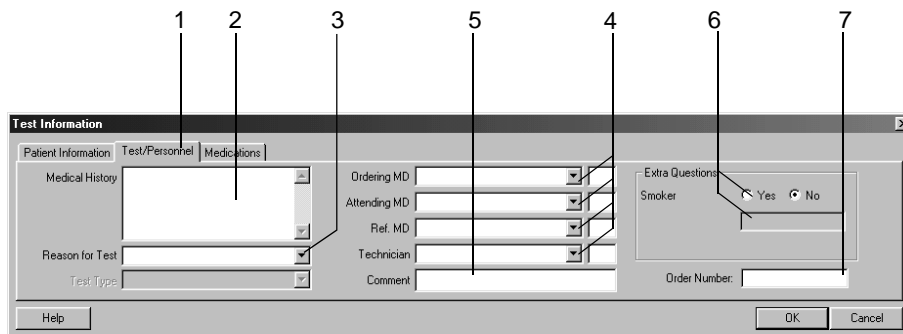 1 2 3 5 4 6 7
Test Information
Patient Information Test/Personnel Medications
Medical History
Reason for Test
Test Type
Ordering MD
Attending MD
Ref. MD
Technician
Comment
Extra Questions
Smoker Yes No
Order Number:
Help OK Cancel